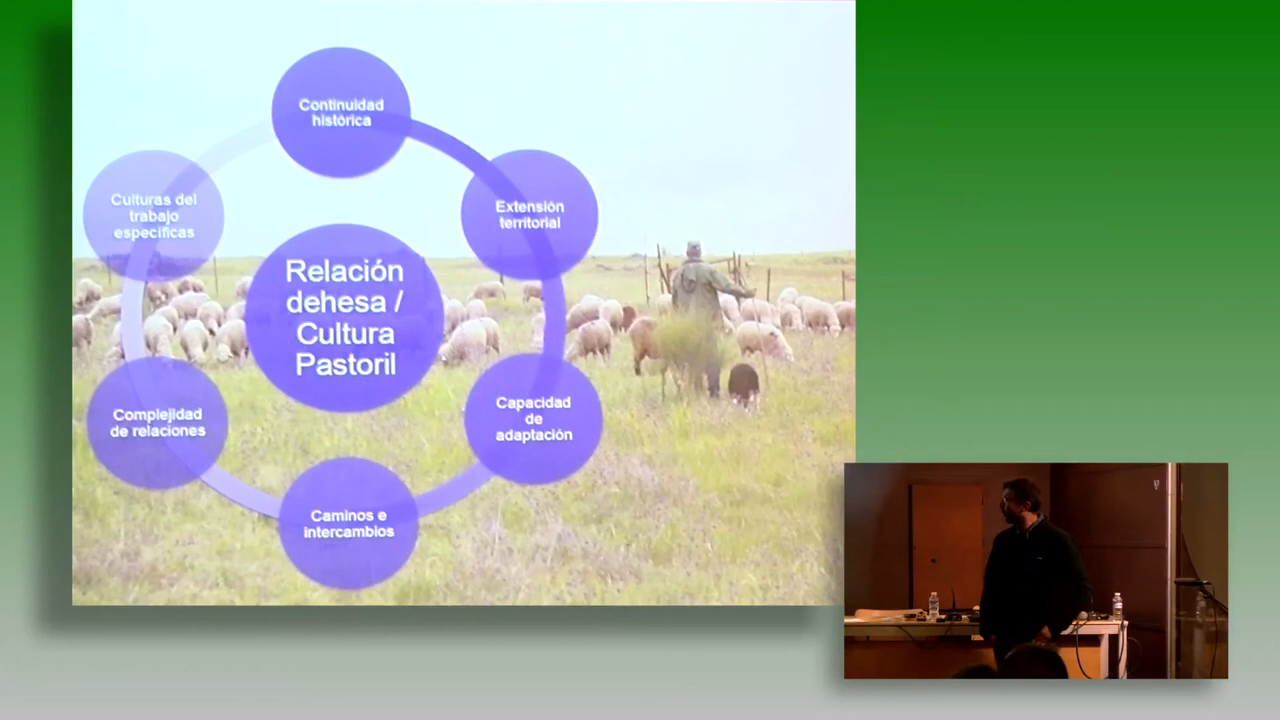 Continuidad
histórica
Extensión
territorial
Capacidad
de
adaptación
Caminos e
intercambios
Complejidad
de relaciones
Culturas del
trabajo
específicas
Relación
dehesa /
Cultura
Pastoril